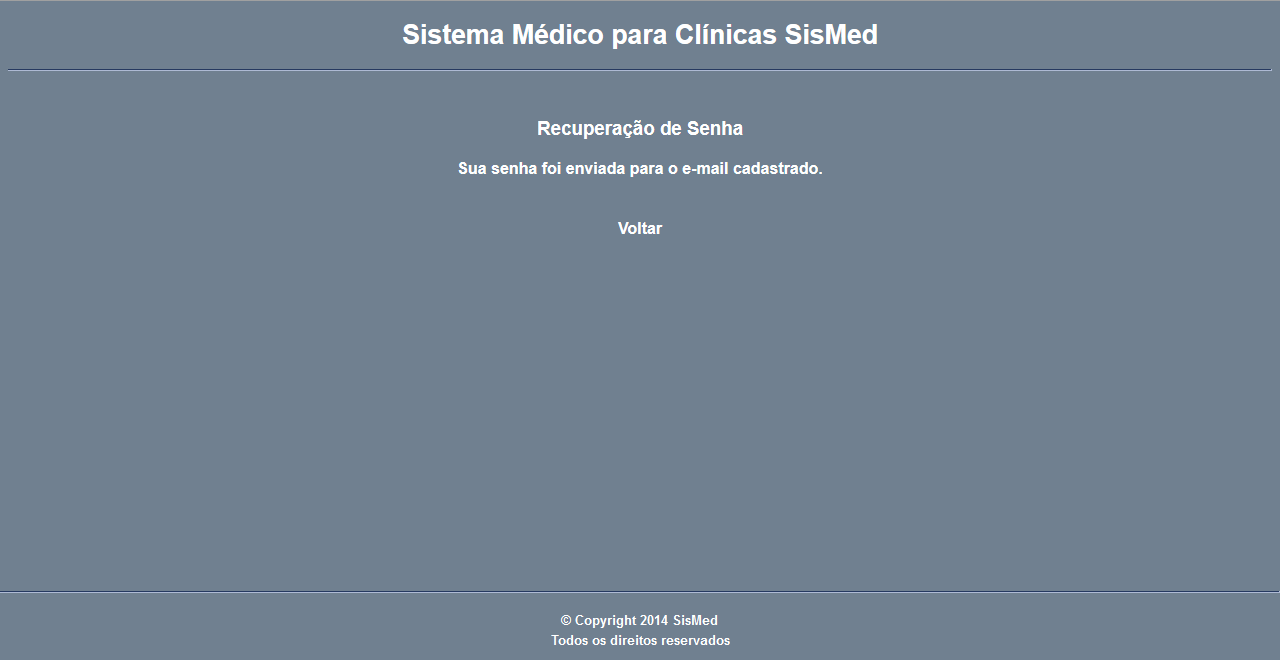 Sistema Médico para Clínicas SisMed
Recuperação de Senha
Sua senha foi enviada para o e-mail cadastrado.
Voltar
© Copyright 2014 SisMed
Todos os direitos reservados